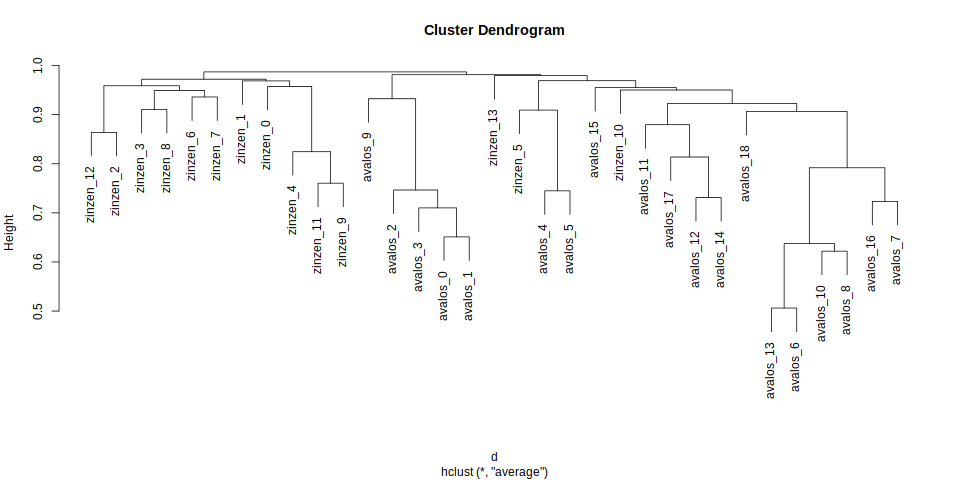 Cluster Dendrogram
Height
1.0
0.9
0.8
0.7
0.6
0.5
zinzen_12
zinzen_2
zinzen_3
zinzen_8
zinzen_6
zinzen_7
zinzen_1
zinzen_0
zinzen_4
zinzen_11
zinzen_9
avalos_9
avalos_2
avalos_3
avalos_0
avalos_1
zinzen_13
zinzen_5
avalos_4
avalos_5
avalos_15
zinzen_10
avalos_11
avalos_17
avalos_12
avalos_14
avalos_18
avalos_13
avalos_6
avalos_10
avalos_8
avalos_16
avalos_7
d
hclust (*, "average")